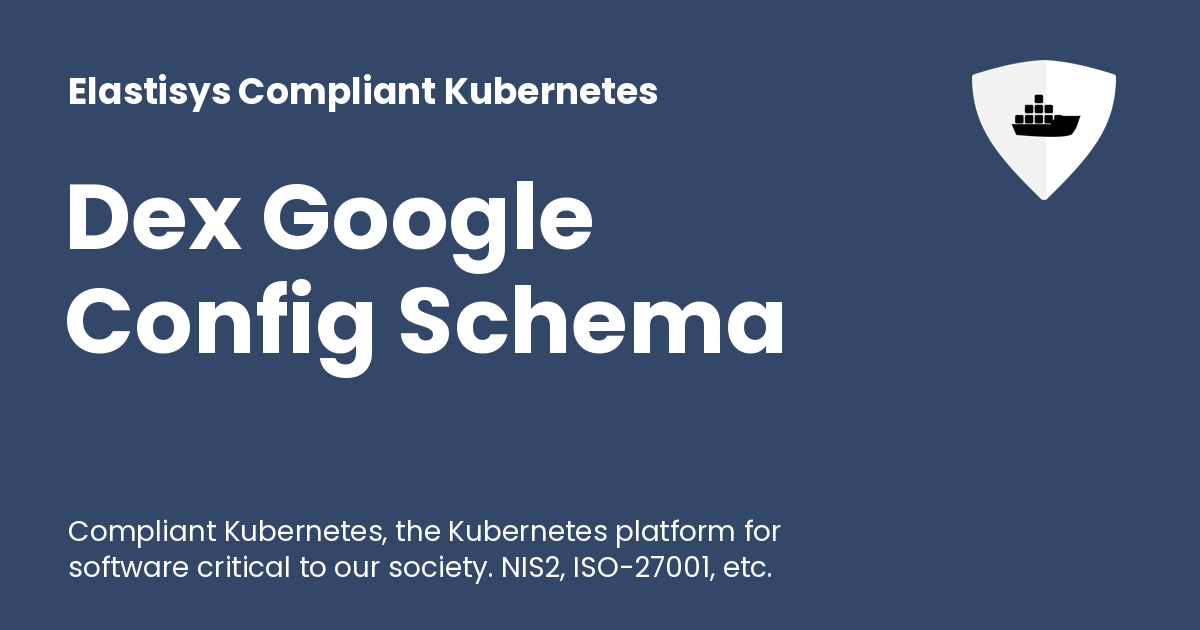 Elastisys Compliant Kubernetes
Dex Google
Config Schema
Compliant Kubernetes, the Kubernetes platform for
software critical to our society. NIS2, ISO-27001, etc.